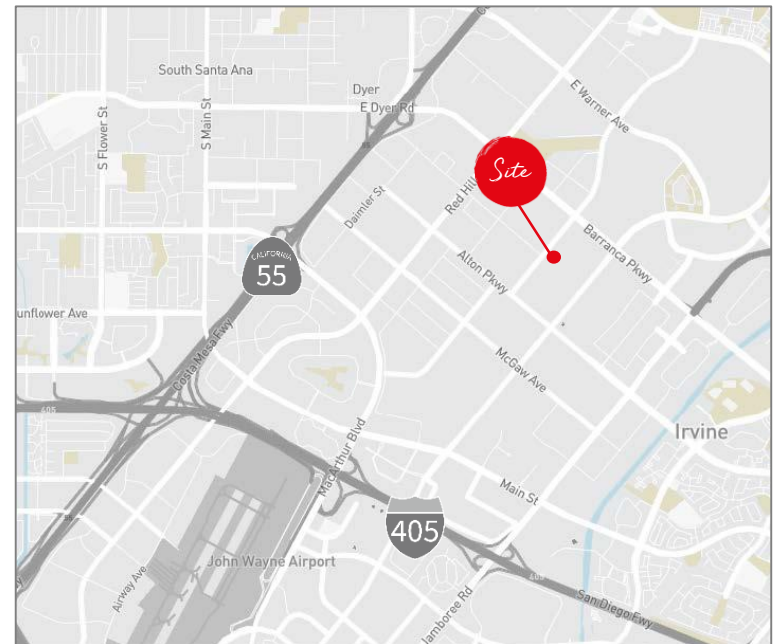 South Santa Ana
Dyer
E Dyer Rd
E Warner Ave
S Flower St
S Main St
Site
Red Hill
Daimler St
Barranca Pkwy
Alton Pkwy
CALIFORNIA
55
unflower Ave
Costa Mesa Fwy
McGaw Ave
405
Irvine
MacArthur Blvd
Main St
405
55
John Wayne Airport
Airway Ave
405
San Diego Fwy
Jamboree Rd